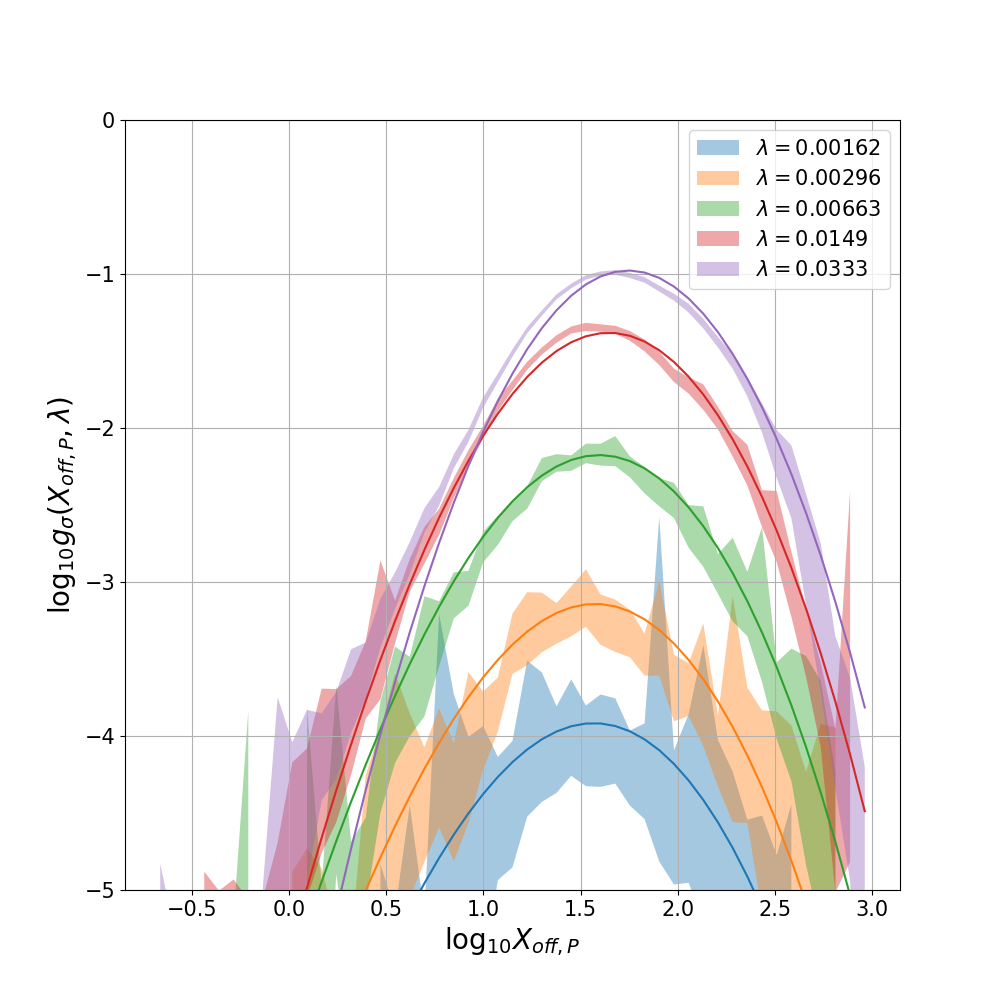 0
−1
−2
−3
−4
−5
log₁₀g_σ(X_off,P, λ)
λ = 0.00162
λ = 0.00296
λ = 0.00663
λ = 0.0149
λ = 0.0333
−0.5 0.0 0.5 1.0 1.5 2.0 2.5 3.0
log₁₀X_off,P